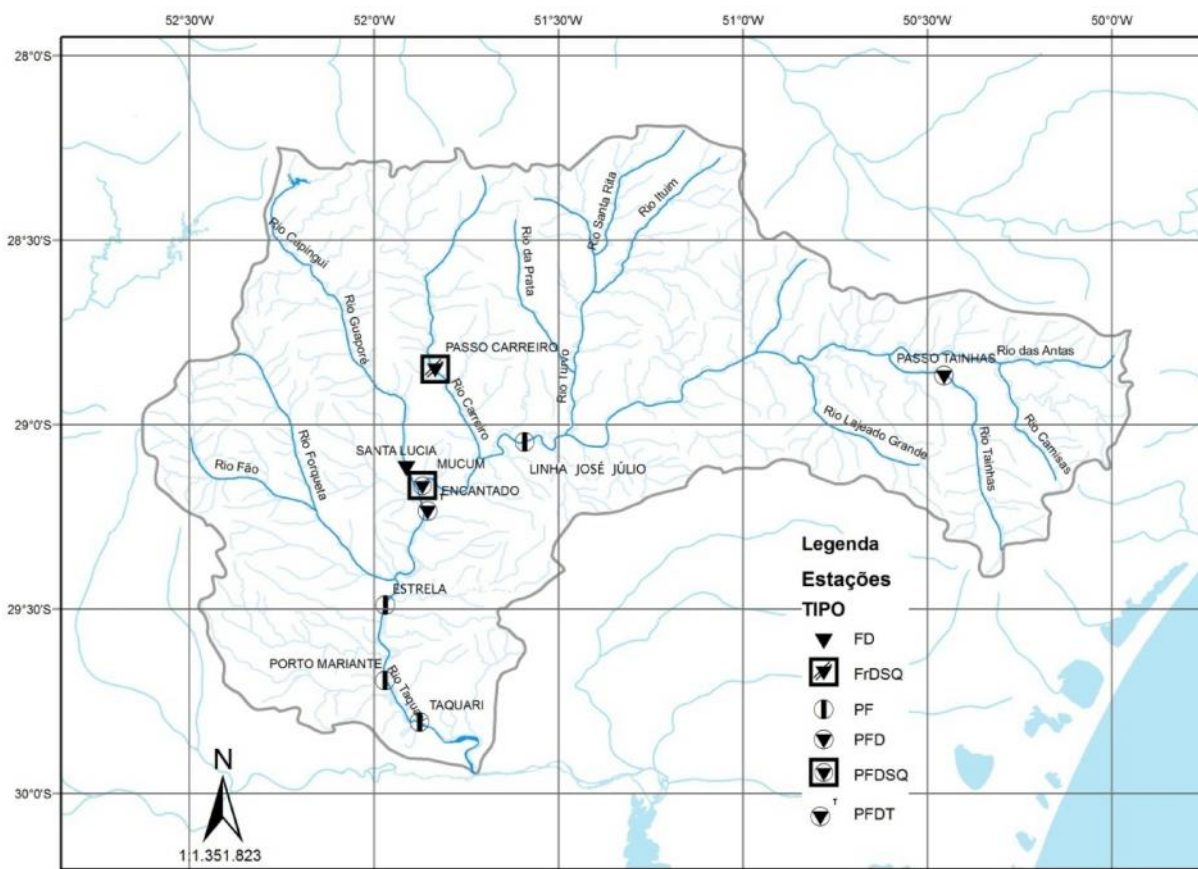 52°30'W
52°0'W
51°30'W
51°0'W
50°30'W
50°0'W
28°0'S
28°30'S
29°0'S
29°30'S
30°0'S
Rio Santa Rita
Rio Ituim
Rio Capingui
Rio da Prata
Rio Guaporé
PASSO CARREIRO
Rio Carreiro
Rio Turvo
PASSO TAINHAS
Rio das Antas
Rio Lajeado Grande
Rio Tainhas
Rio Camisas
Rio Forqueta
Rio Fão
SANTA LUCIA
MUCUM
LINHA JOSÉ JÚLIO
ENCANTADO
T
ESTRELA
PORTO MARIANTE
Rio Taqua
TAQUARI
Legenda
Estações
TIPO
FD
FrDSQ
PF
PFD
PFDSQ
T
PFDT
N
1:1.351.823